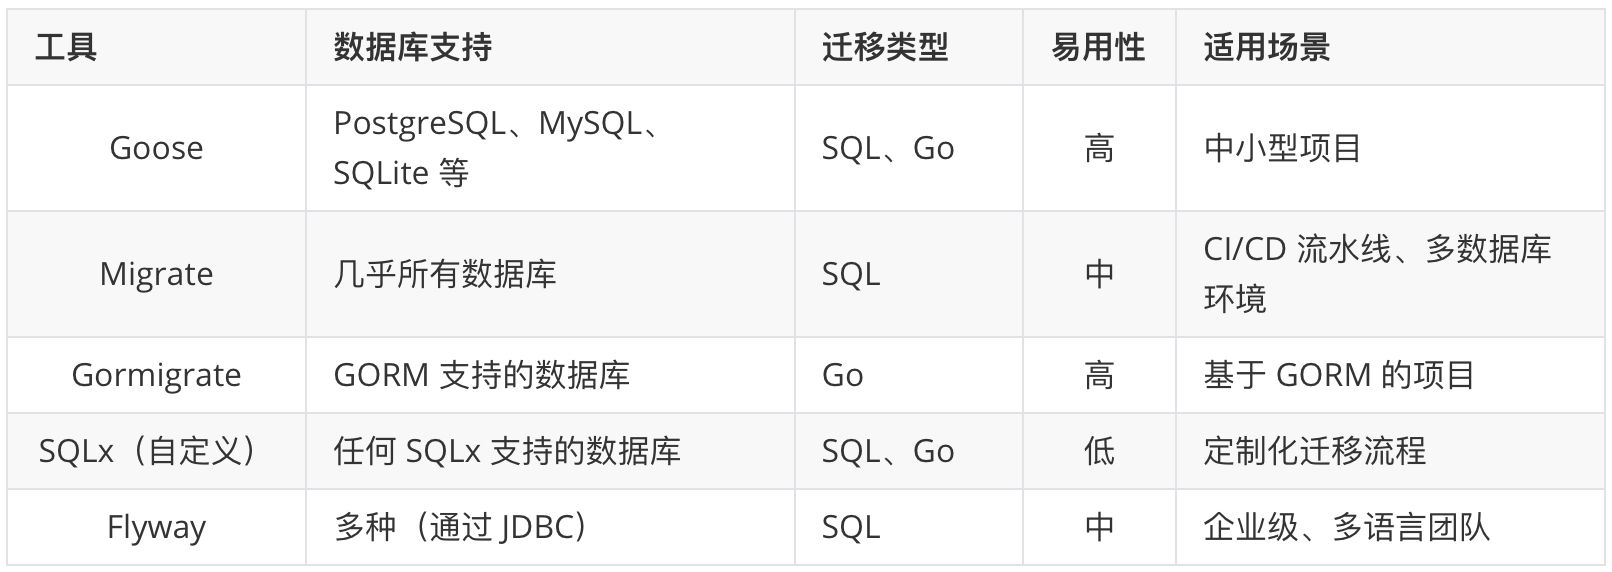 工具 数据库支持 迁移类型 易用性 适用场景
Goose PostgreSQL、MySQL、SQLite 等 SQL、Go 高 中小型项目
Migrate 几乎所有数据库 SQL 中 CI/CD 流水线、多数据库环境
Gormigrate GORM 支持的数据库 Go 高 基于 GORM 的项目
SQLx（自定义） 任何 SQLx 支持的数据库 SQL、Go 低 定制化迁移流程
Flyway 多种（通过 JDBC） SQL 中 企业级、多语言团队